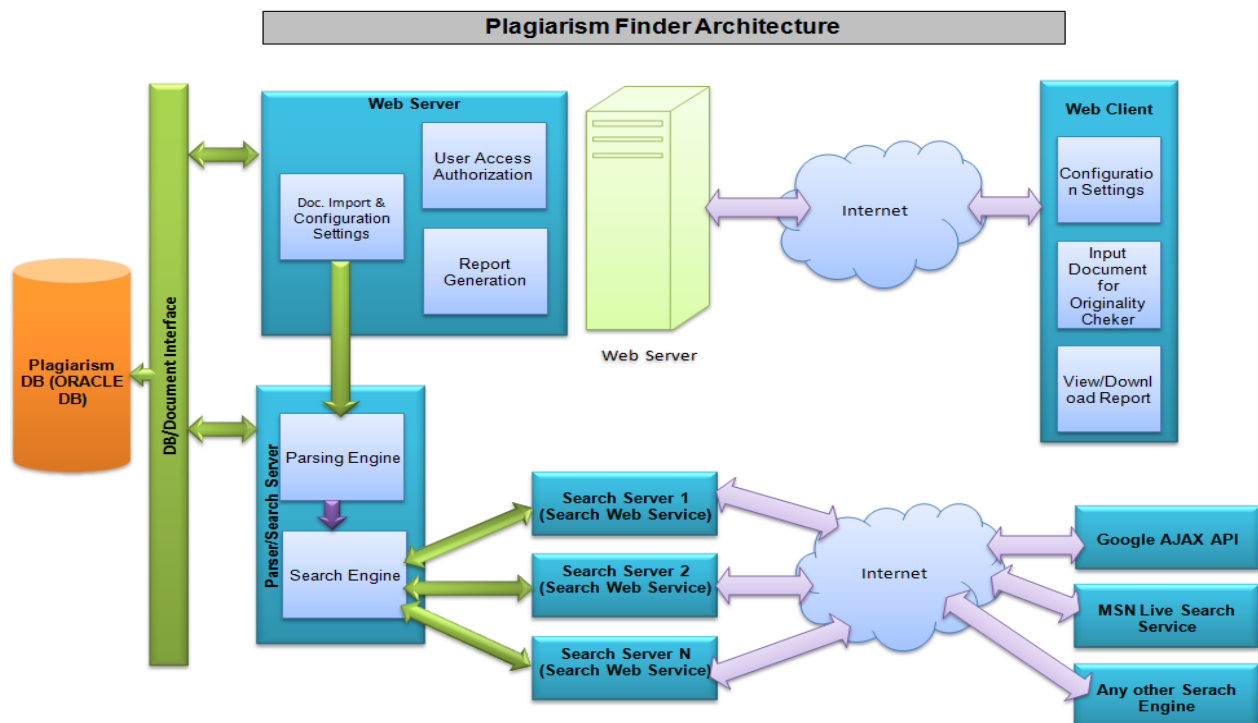 Plagiarism Finder Architecture
Web Server
User Access
Authorization
Doc. Import &
Configuration
Settings
Report
Generation
Web Server
Internet
Web Client
Configuratio
n Settings
Input
Document
for
Originality
Cheker
View/Downl
oad Report
Plagiarism
DB (ORACLE
DB)
DB/Document Interface
Parser/Search Server
Parsing Engine
Search Engine
Search Server 1
(Search Web Service)
Search Server 2
(Search Web Service)
Search Server N
(Search Web Service)
Internet
Google AJAX API
MSN Live Search
Service
Any other Serach
Engine